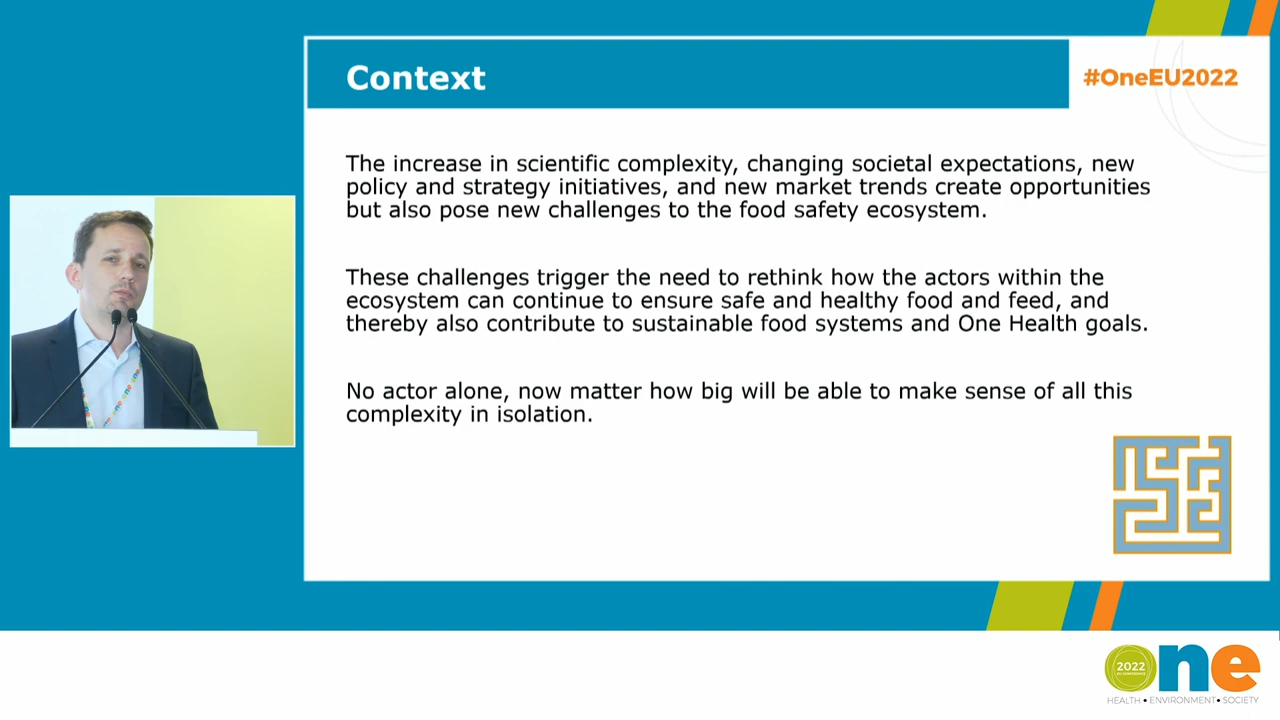 Context
#OneEU2022
The increase in scientific complexity, changing societal expectations, new
policy and strategy initiatives, and new market trends create opportunities
but also pose new challenges to the food safety ecosystem.
These challenges trigger the need to rethink how the actors within the
ecosystem can continue to ensure safe and healthy food and feed, and
thereby also contribute to sustainable food systems and One Health goals.
No actor alone, now matter how big will be able to make sense of all this
complexity in isolation.
2022
EU CONFERENCE
one
HEALTH • ENVIRONMENT • SOCIETY